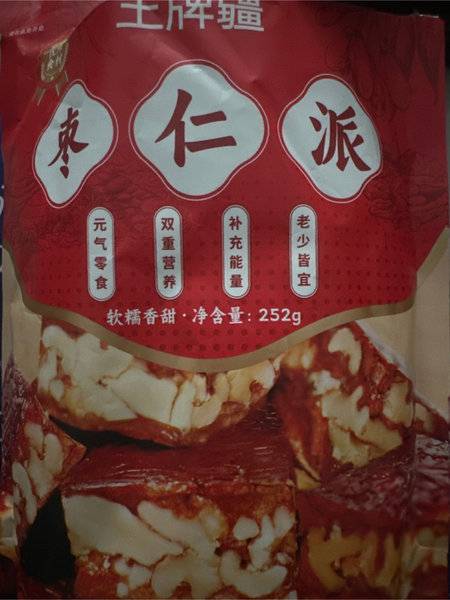 王牌疆
枣仁派
元气零食
双重营养
补充能量
老少皆宜
软糯香甜·净含量：252g